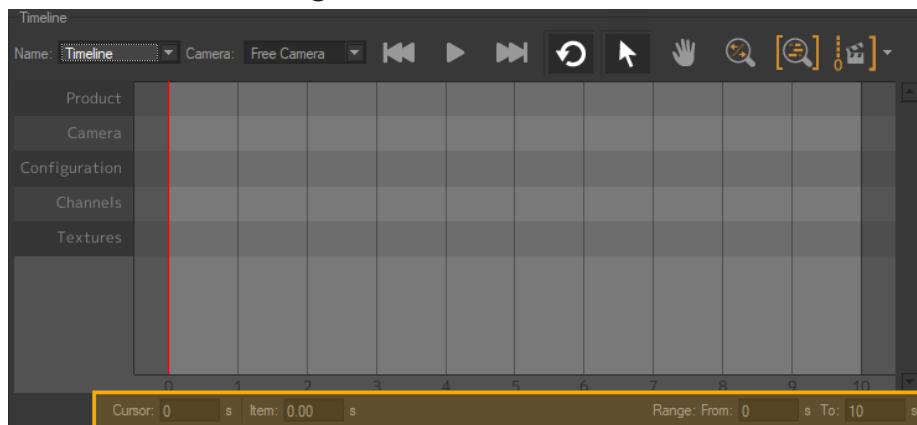 Timeline
Name: Timeline Camera: Free Camera
Product
Camera
Configuration
Channels
Textures
0 1 2 3 4 5 6 7 8 9 10
Cursor: 0 s Item: 0.00 s Range: From: 0 s To: 10 s